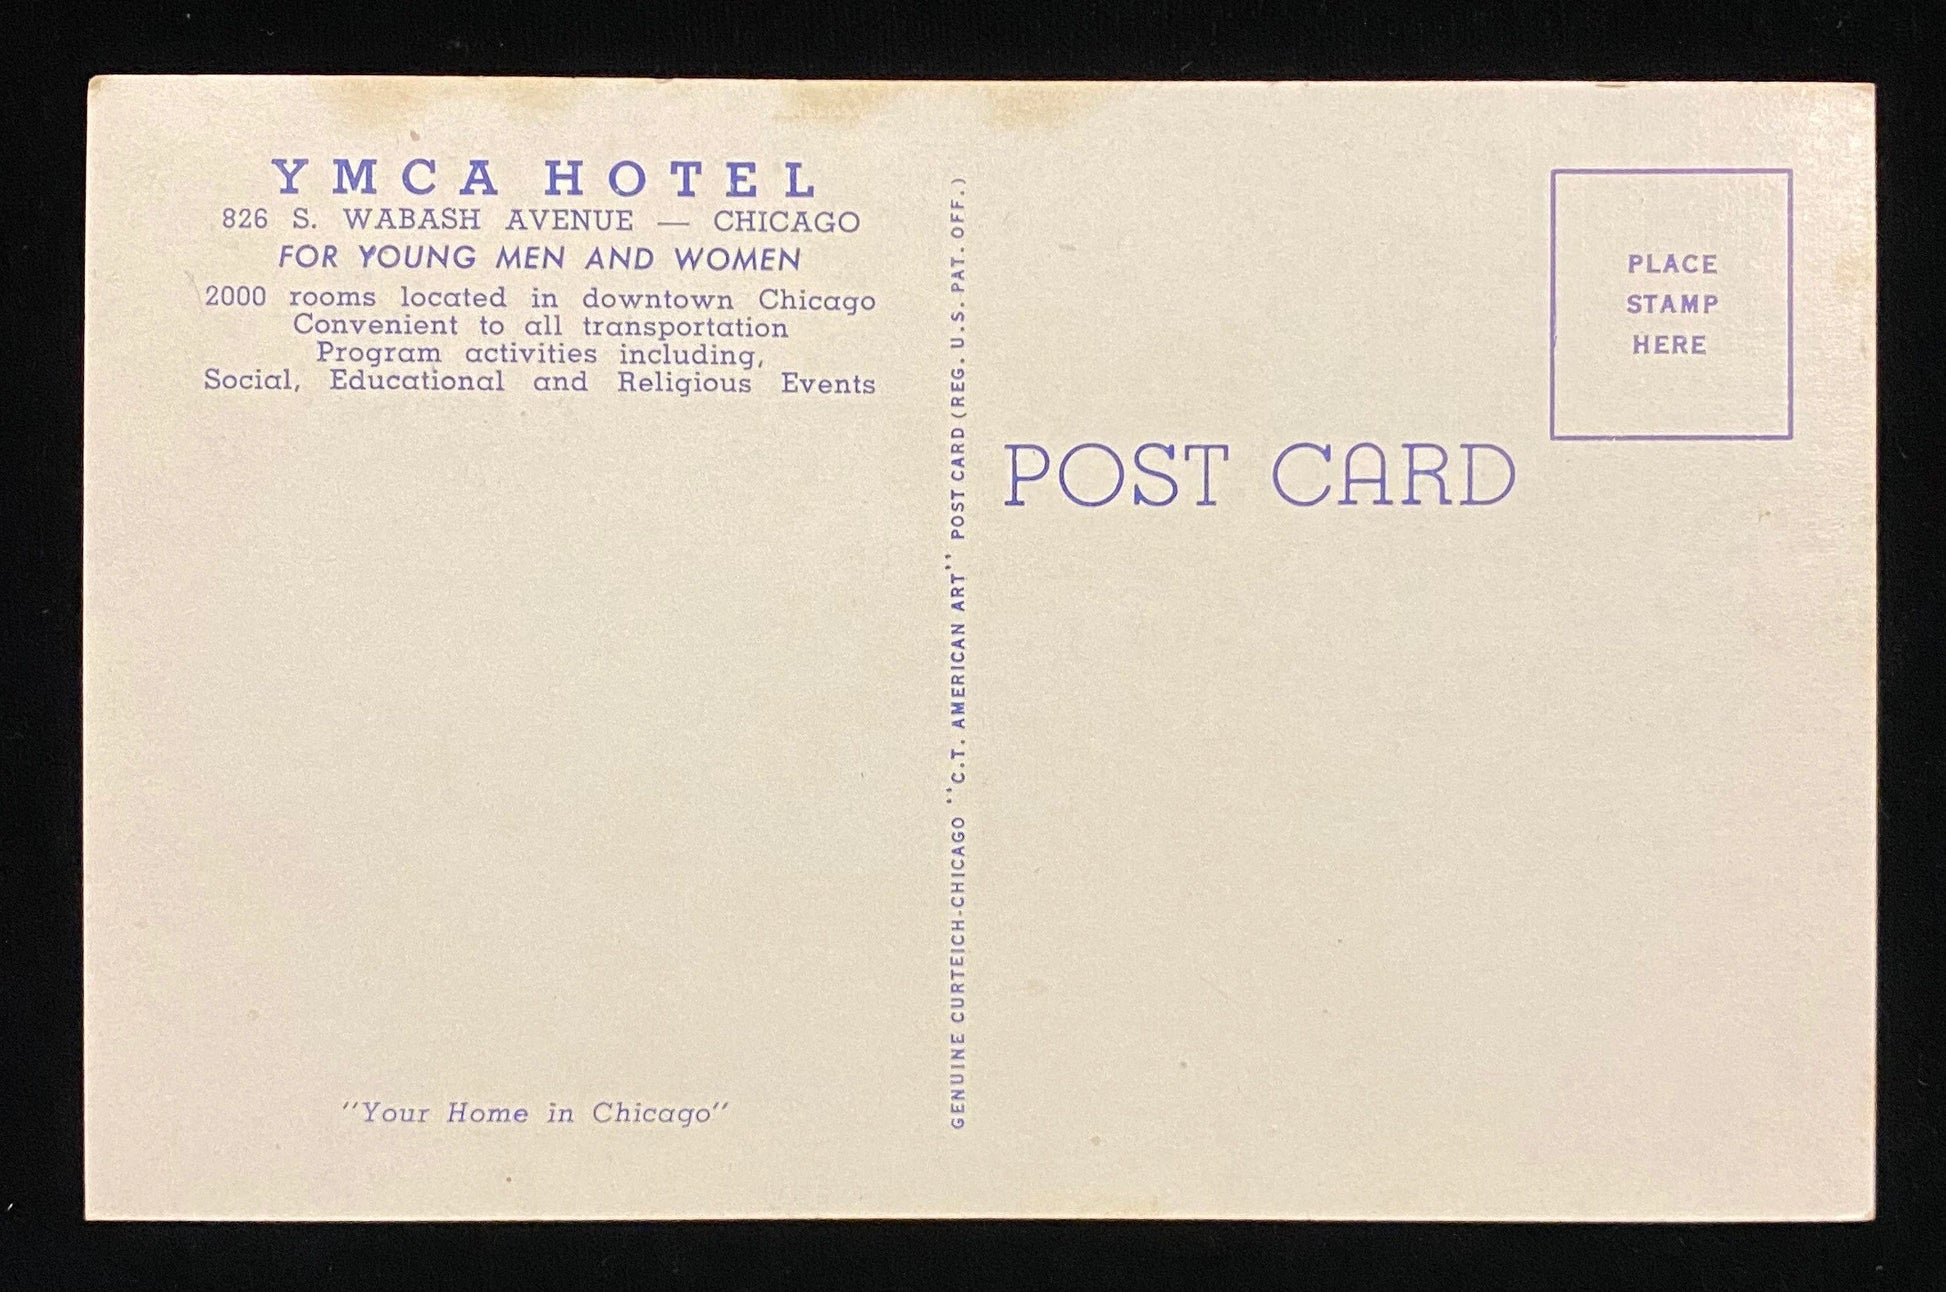 YMCA HOTEL
826 S. WABASH AVENUE — CHICAGO
FOR YOUNG MEN AND WOMEN
2000 rooms located in downtown Chicago
Convenient to all transportation
Program activities including,
Social, Educational and Religious Events
"Your Home in Chicago"
GENUINE CURTEICH-CHICAGO "C.T. AMERICAN ART" POST CARD (REG. U.S. PAT. OFF.)
POST CARD
PLACE
STAMP
HERE